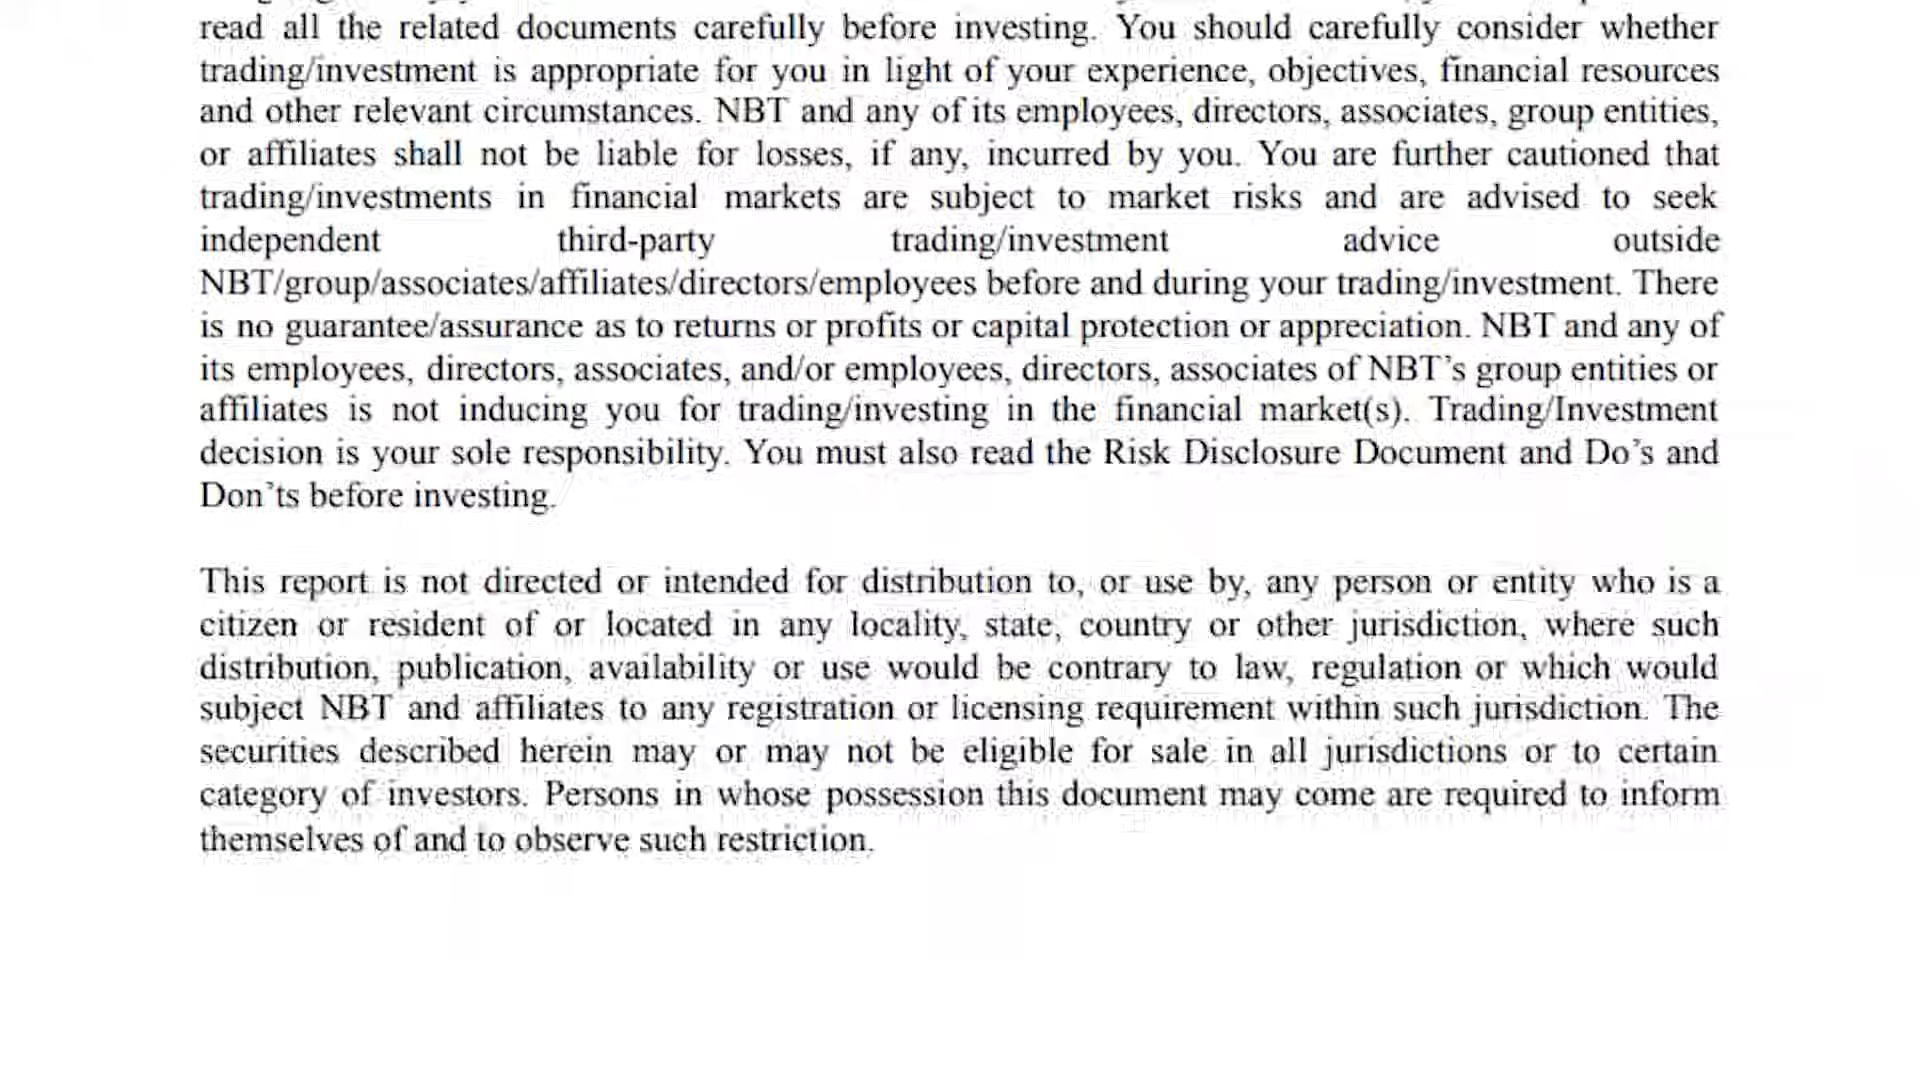 read all the related documents carefully before investing. You should carefully consider whether
trading/investment is appropriate for you in light of your experience, objectives, financial resources
and other relevant circumstances. NBT and any of its employees, directors, associates, group entities,
or affiliates shall not be liable for losses, if any, incurred by you. You are further cautioned that
trading/investments in financial markets are subject to market risks and are advised to seek
independent third-party trading/investment advice outside
NBT/group/associates/affiliates/directors/employees before and during your trading/investment. There
is no guarantee/assurance as to returns or profits or capital protection or appreciation. NBT and any of
its employees, directors, associates, and/or employees, directors, associates of NBT’s group entities or
affiliates is not inducing you for trading/investing in the financial market(s). Trading/Investment
decision is your sole responsibility. You must also read the Risk Disclosure Document and Do’s and
Don’ts before investing.
This report is not directed or intended for distribution to, or use by, any person or entity who is a
citizen or resident of or located in any locality, state, country or other jurisdiction, where such
distribution, publication, availability or use would be contrary to law, regulation or which would
subject NBT and affiliates to any registration or licensing requirement within such jurisdiction. The
securities described herein may or may not be eligible for sale in all jurisdictions or to certain
category of investors. Persons in whose possession this document may come are required to inform
themselves of and to observe such restriction.